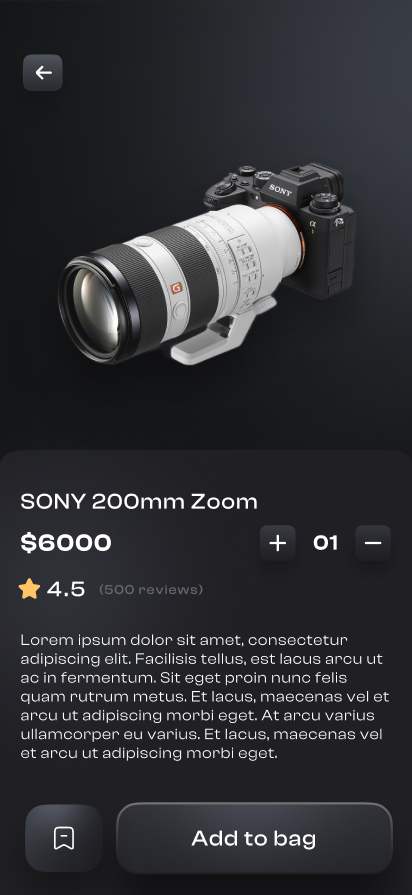 SONY
α
G
SONY 200mm Zoom
$6000
01
4.5 (500 reviews)
Lorem ipsum dolor sit amet, consectetur
adipiscing elit. Facilisis tellus, est lacus arcu ut
ac in fermentum. Sit eget proin nunc felis
quam rutrum metus. Et lacus, maecenas vel et
arcu ut adipiscing morbi eget. At arcu varius
ullamcorper eu varius. Et lacus, maecenas vel
et arcu ut adipiscing morbi eget.
Add to bag